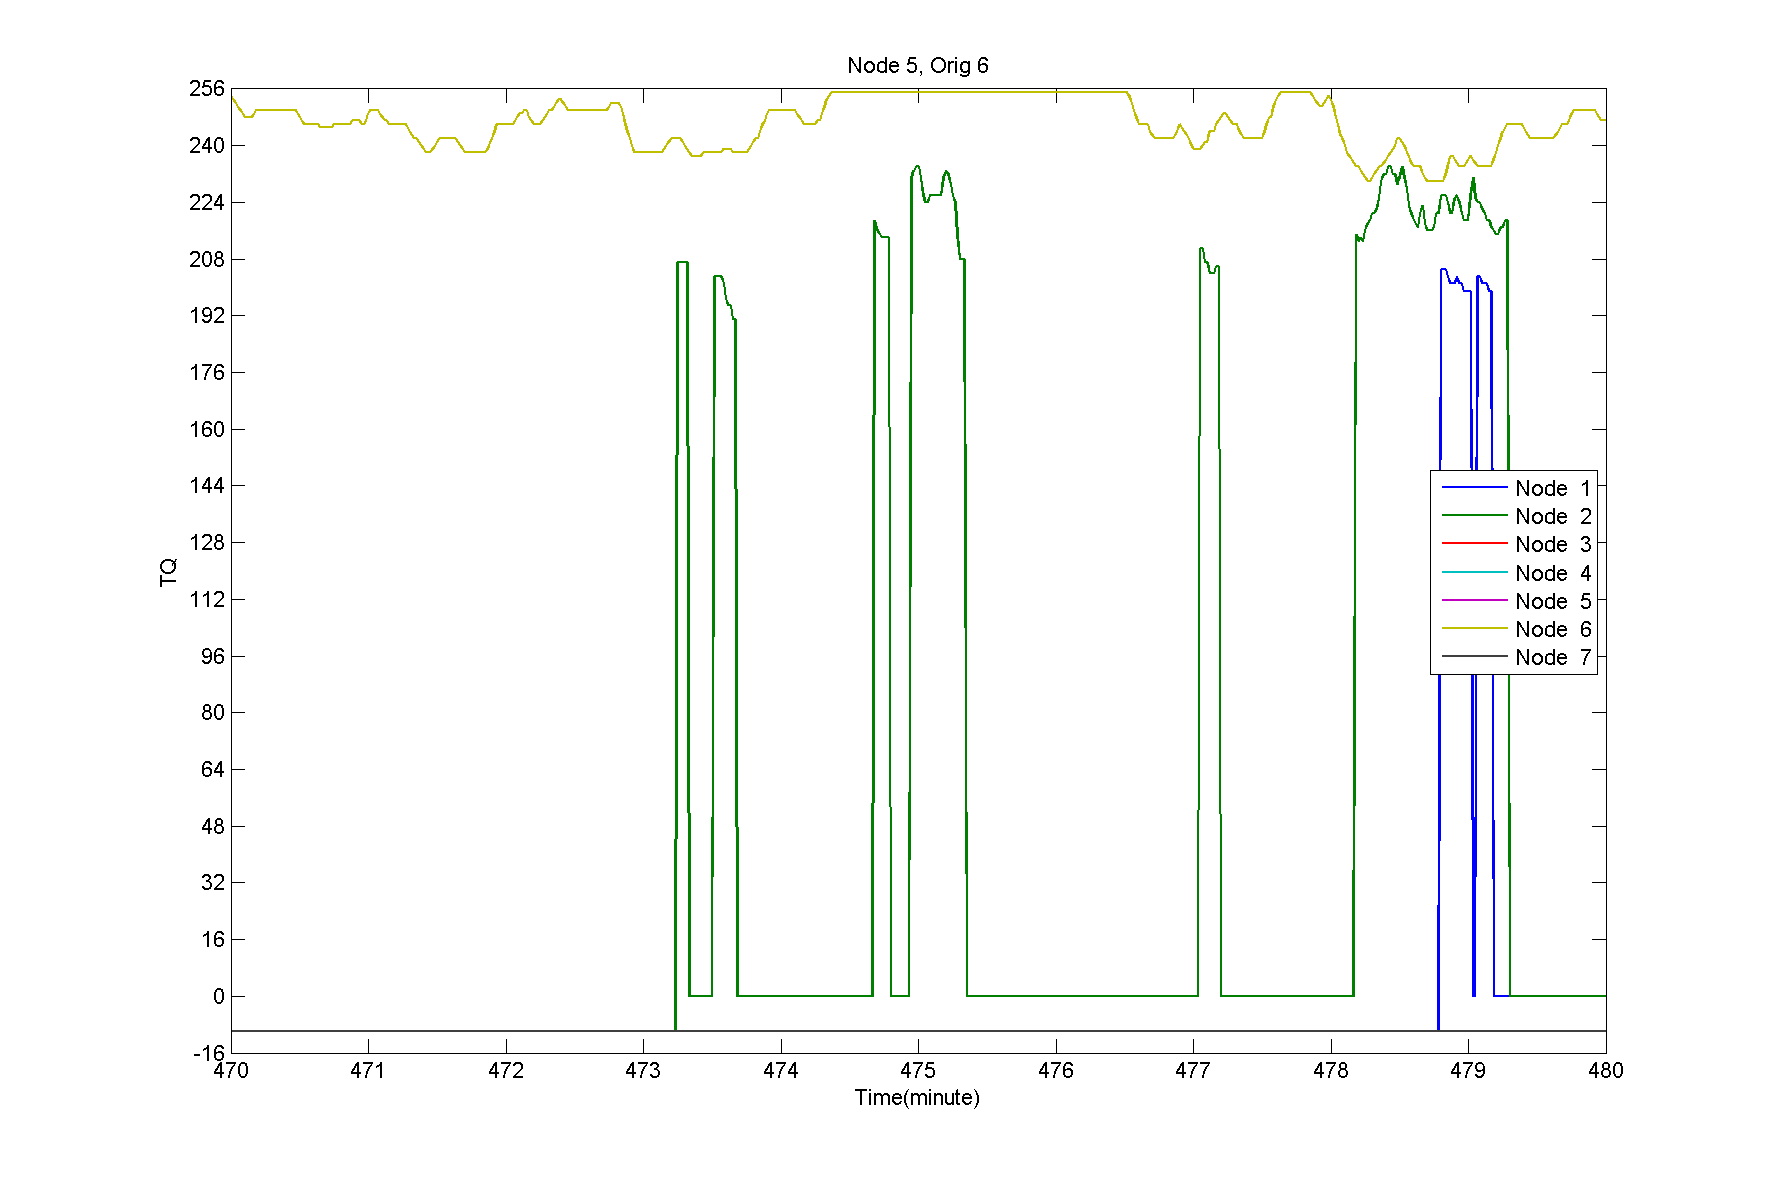 Node 5, Orig 6
256
240
224
208
192
176
160
144
128
112
96
80
64
48
32
16
0
-16
TQ
Node 1
Node 2
Node 3
Node 4
Node 5
Node 6
Node 7
470 471 472 473 474 475 476 477 478 479 480
Time(minute)